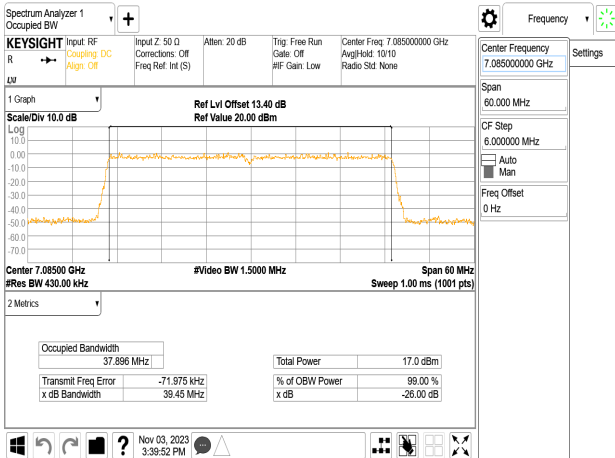 Spectrum Analyzer 1
Occupied BW
Frequency
KEYSIGHT
R
Input: RF
Coupling: DC
Align: Off
Input Z: 50 Ω
Corrections: Off
Freq Ref: Int (S)
Atten: 20 dB
Trig: Free Run
Gate: Off
#IF Gain: Low
Center Freq: 7.085000000 GHz
Avg|Hold: 10/10
Radio Std: None
Center Frequency
7.085000000 GHz
Settings
Span
60.000 MHz
CF Step
6.000000 MHz
Auto
Man
Freq Offset
0 Hz
1 Graph
Scale/Div 10.0 dB
Ref Lvl Offset 13.40 dB
Ref Value 20.00 dBm
Log
10.0
0.00
-10.0
-20.0
-30.0
-40.0
-50.0
-60.0
-70.0
Center 7.08500 GHz
#Video BW 1.5000 MHz
Span 60 MHz
#Res BW 430.00 kHz
Sweep 1.00 ms (1001 pts)
2 Metrics
Occupied Bandwidth
37.896 MHz
Total Power 17.0 dBm
Transmit Freq Error -71.975 kHz
% of OBW Power 99.00 %
x dB Bandwidth 39.45 MHz
x dB -26.00 dB
?
Nov 03, 2023
3:39:52 PM